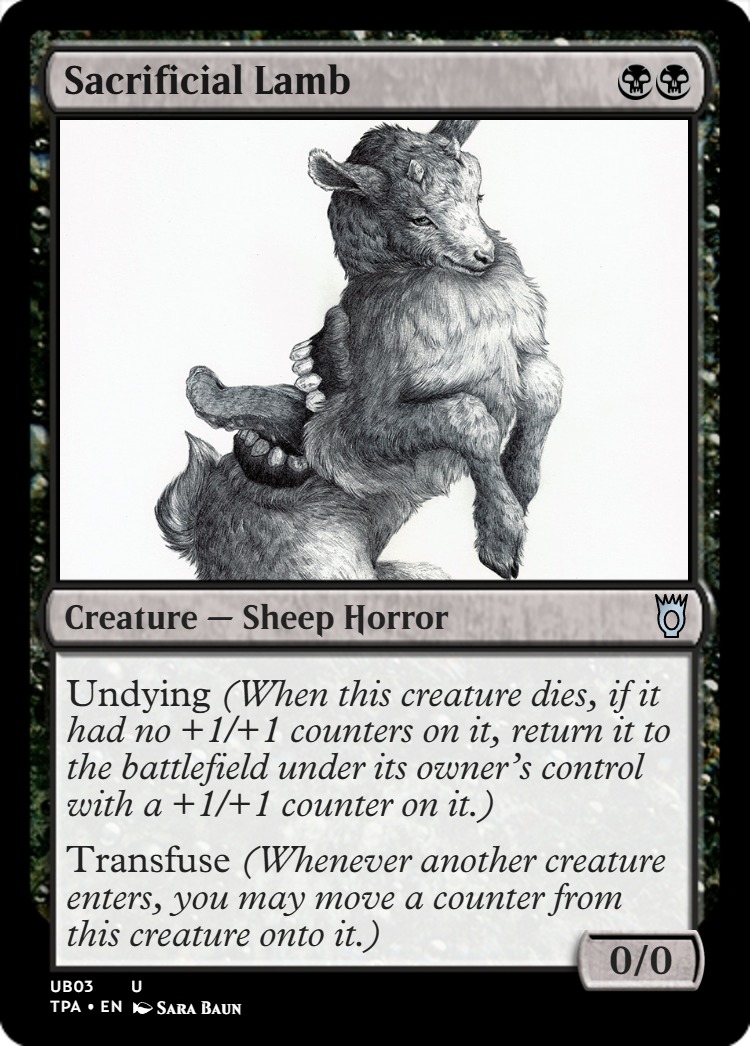 Sacrificial Lamb
Creature — Sheep Horror
Undying (When this creature dies, if it
had no +1/+1 counters on it, return it to
the battlefield under its owner's control
with a +1/+1 counter on it.)
Transfuse (Whenever another creature
enters, you may move a counter from
this creature onto it.)
0/0
UB03 U
TPA • EN Sara Baun